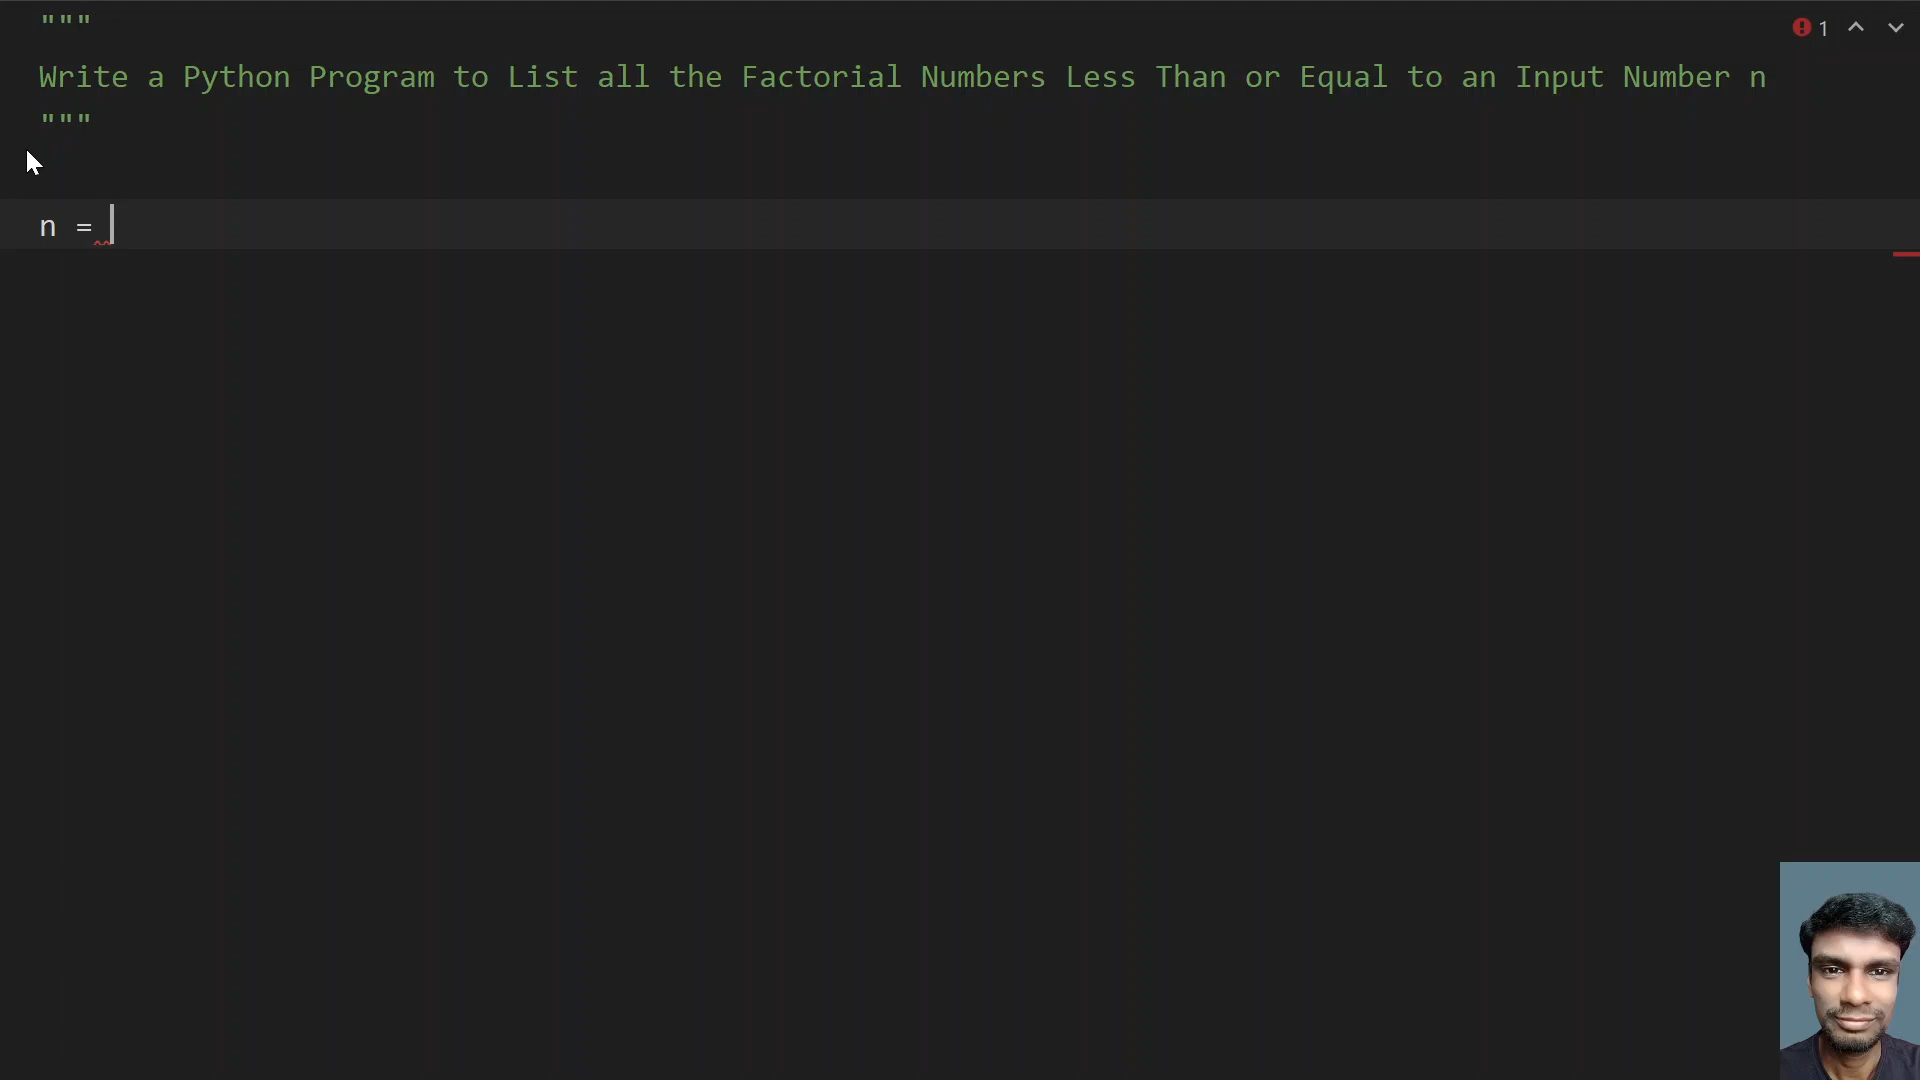 """
1
Write a Python Program to List all the Factorial Numbers Less Than or Equal to an Input Number n
"""
n =